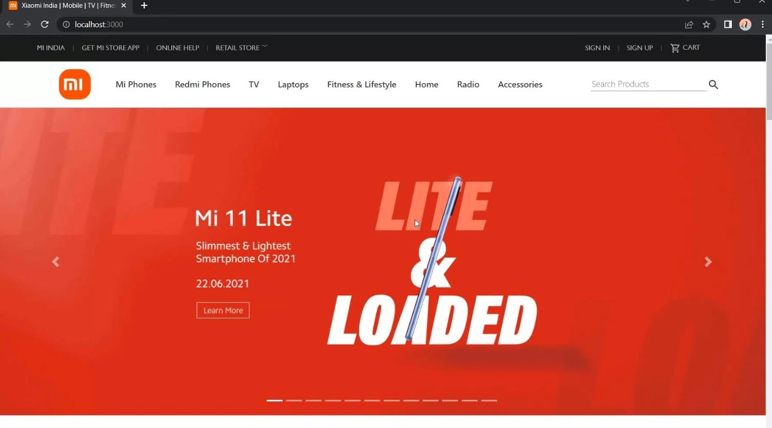 Xiaomi India | Mobile | TV | Fitne
localhost:3000
MI INDIA | GET MI STORE APP | ONLINE HELP | RETAIL STORE
SIGN IN | SIGN UP | CART
mi
Mi Phones Redmi Phones TV Laptops Fitness & Lifestyle Home Radio Accessories
Search Products
Mi 11 Lite
Slimmest & Lightest
Smartphone Of 2021
22.06.2021
Learn More
LITE
&
LOADED
LITE
LOA